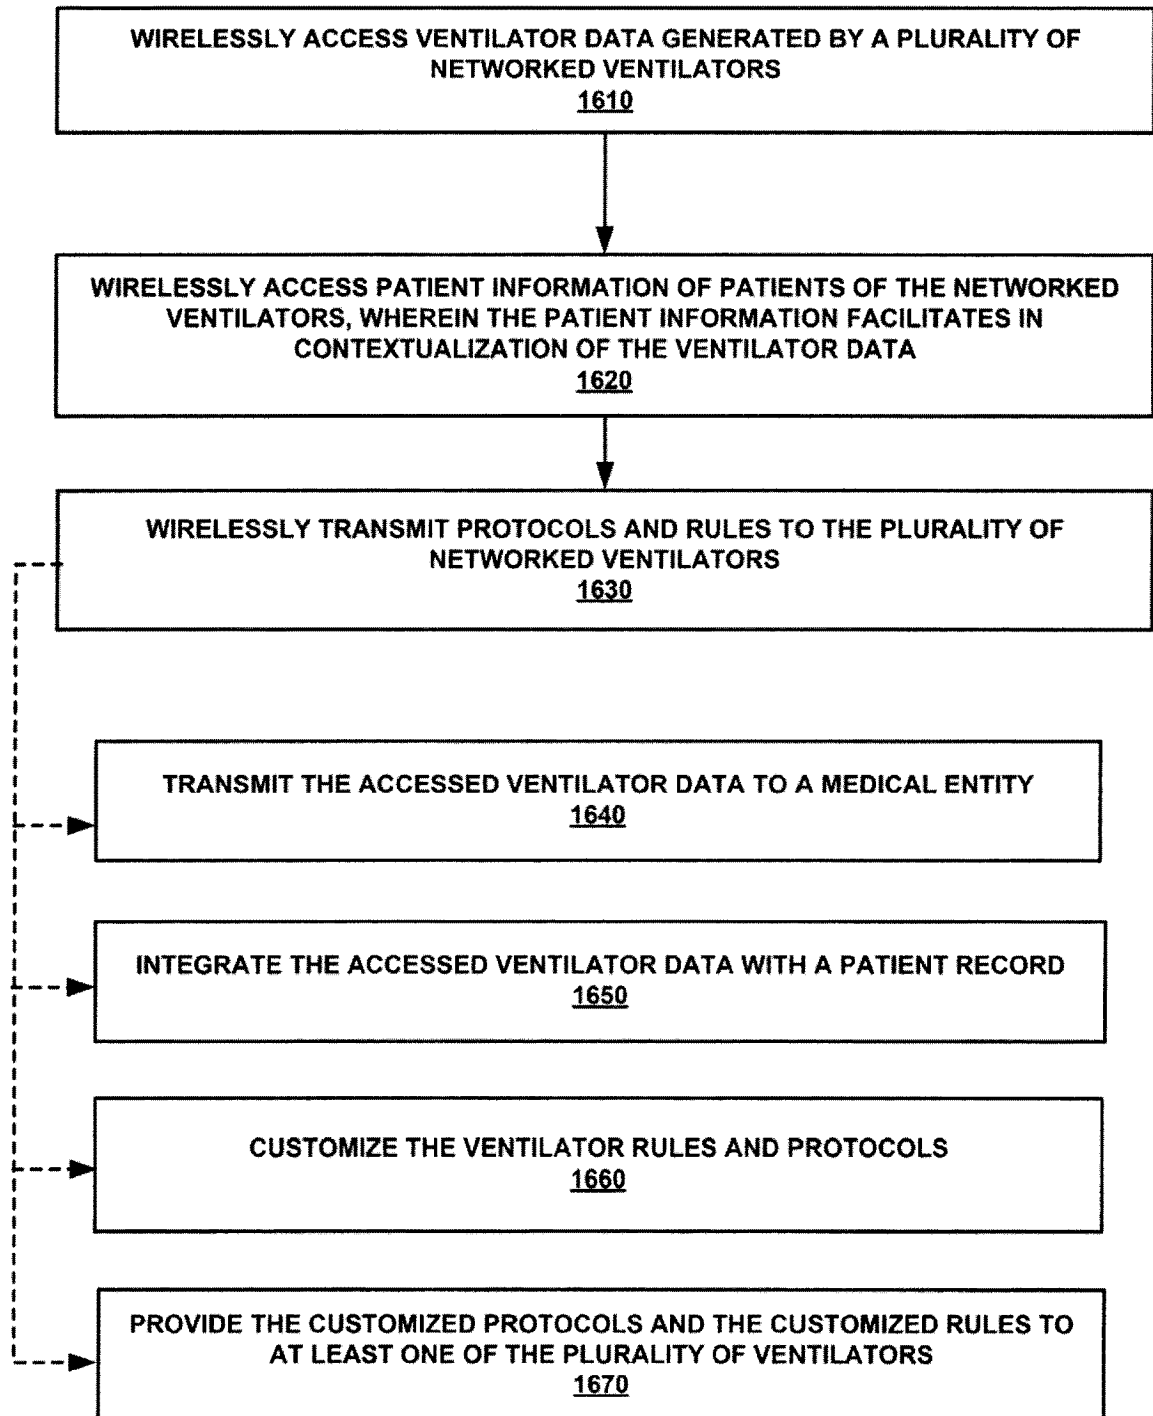 WIRELESSLY ACCESS VENTILATOR DATA GENERATED BY A PLURALITY OF
NETWORKED VENTILATORS
1610
WIRELESSLY ACCESS PATIENT INFORMATION OF PATIENTS OF THE NETWORKED
VENTILATORS, WHEREIN THE PATIENT INFORMATION FACILITATES IN
CONTEXTUALIZATION OF THE VENTILATOR DATA
1620
WIRELESSLY TRANSMIT PROTOCOLS AND RULES TO THE PLURALITY OF
NETWORKED VENTILATORS
1630
TRANSMIT THE ACCESSED VENTILATOR DATA TO A MEDICAL ENTITY
1640
INTEGRATE THE ACCESSED VENTILATOR DATA WITH A PATIENT RECORD
1650
CUSTOMIZE THE VENTILATOR RULES AND PROTOCOLS
1660
PROVIDE THE CUSTOMIZED PROTOCOLS AND THE CUSTOMIZED RULES TO
AT LEAST ONE OF THE PLURALITY OF VENTILATORS
1670